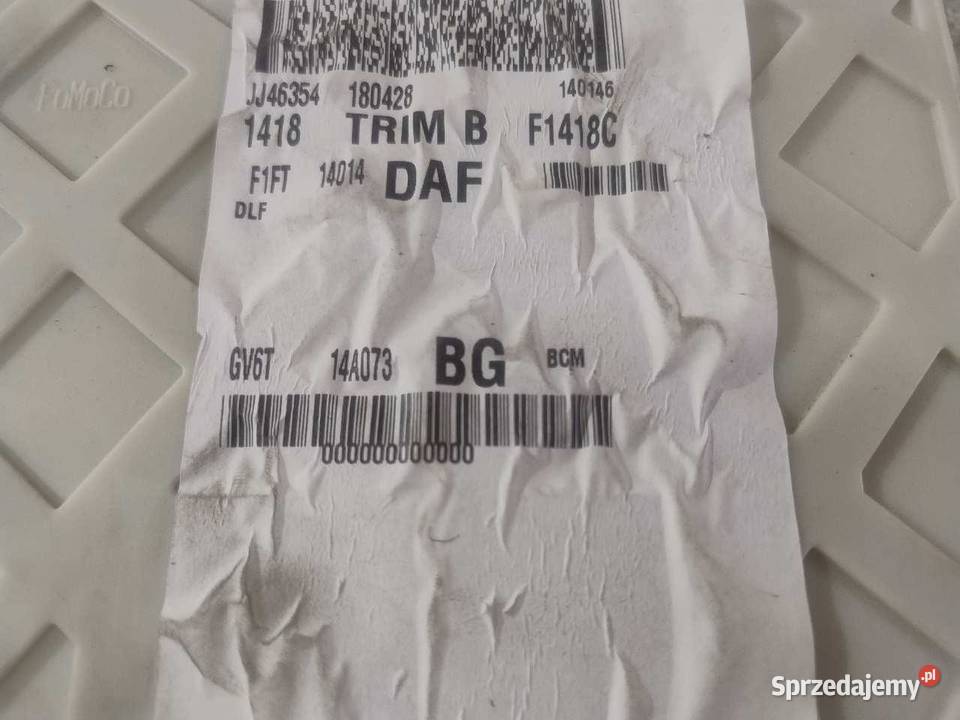 FoMoCo
JJ46354 180428 140146
1418 TRIM B F1418C
F1FT 14014 DAF
DLF
GV6T 14A073 BG BCM
000000000000
Sprzedajemy.pl